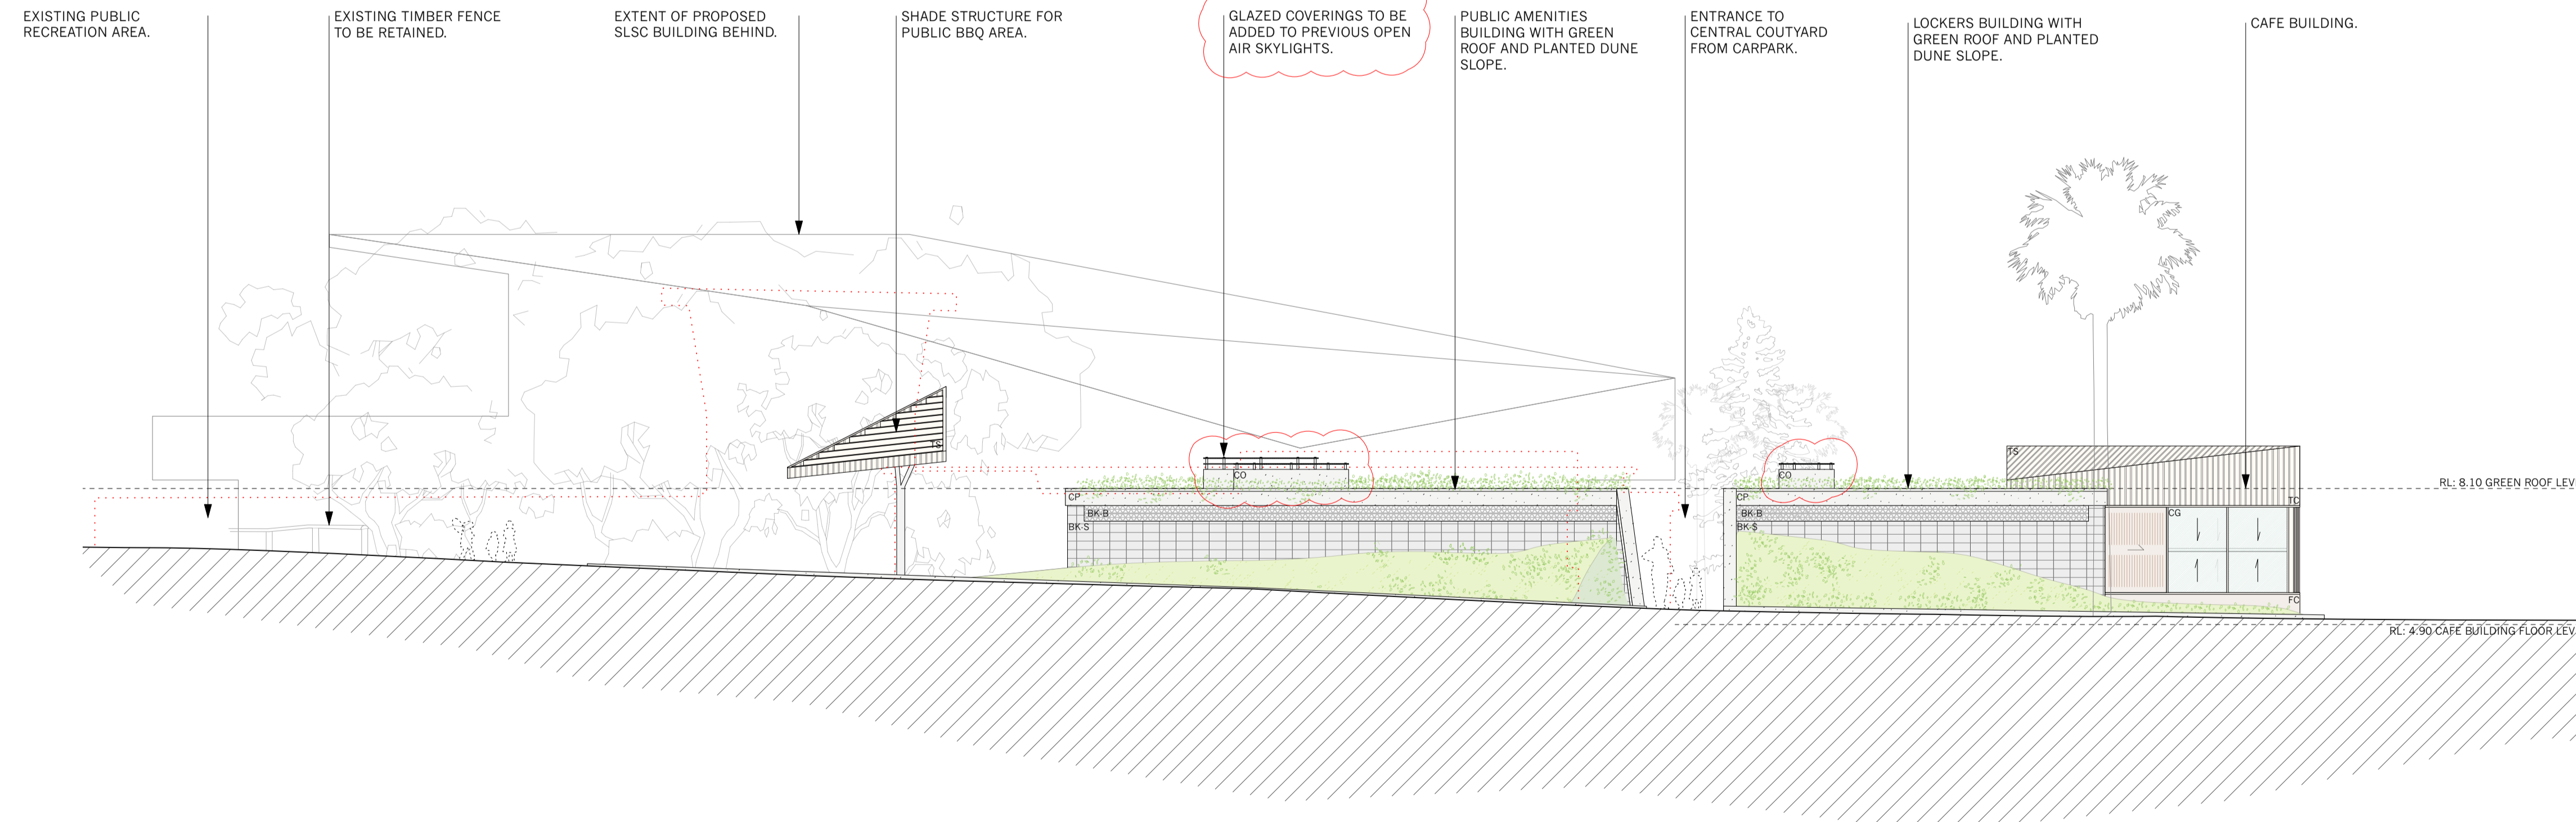 EXISTING PUBLIC
RECREATION AREA.
EXISTING TIMBER FENCE
TO BE RETAINED.
EXTENT OF PROPOSED
SLSC BUILDING BEHIND.
SHADE STRUCTURE FOR
PUBLIC BBQ AREA.
GLAZED COVERINGS TO BE
ADDED TO PREVIOUS OPEN
AIR SKYLIGHTS.
PUBLIC AMENITIES
BUILDING WITH GREEN
ROOF AND PLANTED DUNE
SLOPE.
ENTRANCE TO
CENTRAL COUTYARD
FROM CARPARK.
LOCKERS BUILDING WITH
GREEN ROOF AND PLANTED
DUNE SLOPE.
CAFE BUILDING.
TS
CO
CO
TS
RL: 8.10 GREEN ROOF LEV
CP
CP
TC
BK-B
BK-B
CG
BK-S
BK-S
FC
RL: 4.90 CAFE BUILDING FLOOR LEV